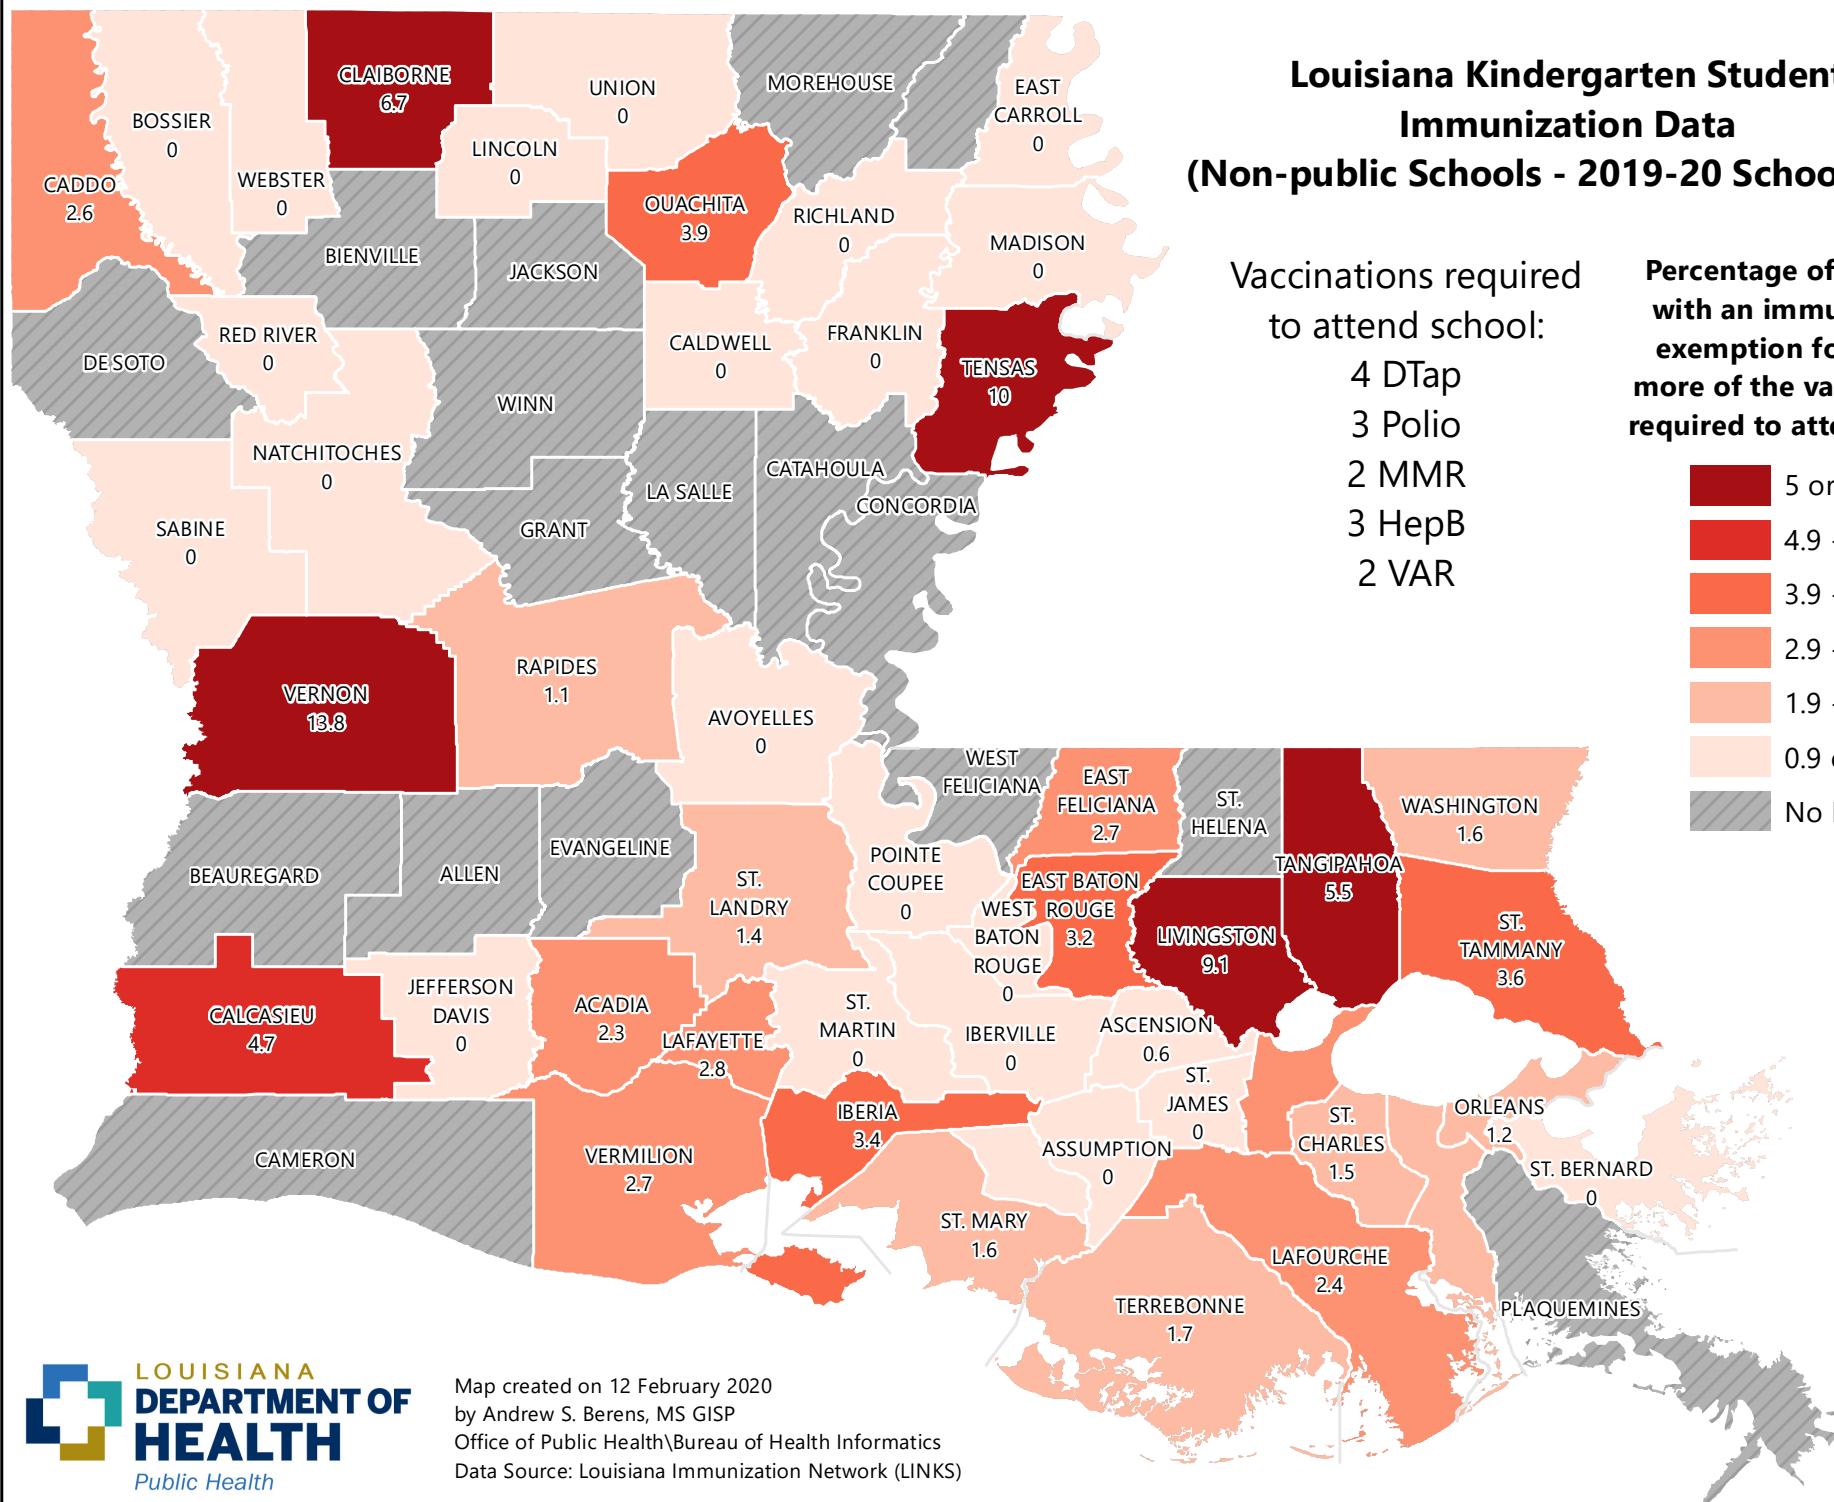 Louisiana Kindergarten Student
Immunization Data
(Non-public Schools - 2019-20 Schoo
Vaccinations required
to attend school:
4 DTap
3 Polio
2 MMR
3 HepB
2 VAR
Percentage of
with an immu
exemption fo
more of the va
required to atte
5 or
4.9 -
3.9 -
2.9 -
1.9 -
0.9
No
CLAIBORNE
6.7
UNION
0
MOREHOUSE
EAST
CARROLL
0
BOSSIER
0
LINCOLN
0
WEBSTER
0
CADDO
2.6
OUACHITA
3.9
RICHLAND
0
MADISON
0
BIENVILLE
JACKSON
RED RIVER
0
DE SOTO
CALDWELL
0
FRANKLIN
0
TENSAS
10
WINN
NATCHITOCHES
0
SABINE
0
GRANT
LA SALLE
CATAHOULA
CONCORDIA
VERNON
13.8
RAPIDES
1.1
AVOYELLES
0
WEST
FELICIANA
EAST
FELICIANA
2.7
ST.
HELENA
WASHINGTON
1.6
TANGIPAHOA
5.5
BEAUREGARD
ALLEN
EVANGELINE
ST.
LANDRY
1.4
POINTE
COUPEE
0
EAST BATON
ROUGE
3.2
WEST
BATON
ROUGE
0
LIVINGSTON
9.1
ST.
TAMMANY
3.6
CALCASIEU
4.7
JEFFERSON
DAVIS
0
ACADIA
2.3
LAFAYETTE
2.8
ST.
MARTIN
0
IBERVILLE
0
ASCENSION
0.6
ST.
JAMES
0
IBERIA
3.4
ASSUMPTION
0
ST.
CHARLES
1.5
ORLEANS
1.2
ST. BERNARD
0
CAMERON
VERMILION
2.7
ST. MARY
1.6
LAFOURCHE
2.4
TERREBONNE
1.7
PLAQUEMINES
LOUISIANA
DEPARTMENT OF
HEALTH
Public Health
Map created on 12 February 2020
by Andrew S. Berens, MS GISP
Office of Public Health\Bureau of Health Informatics
Data Source: Louisiana Immunization Network (LINKS)